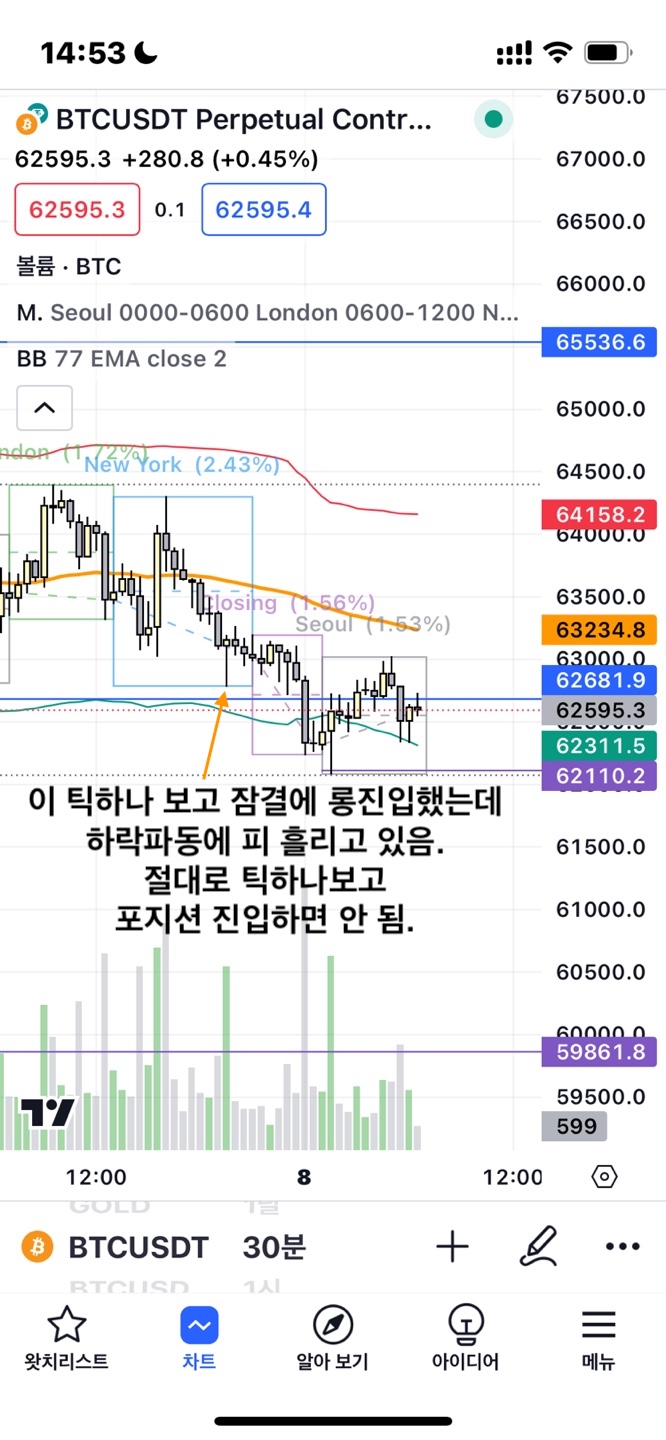 14:53
67500.0
BTCUSDT Perpetual Contr...
67000.0
62595.3 +280.8 (+0.45%)
62595.3
0.1
62595.4
66500.0
볼륨 · BTC
66000.0
M. Seoul 0000-0600 London 0600-1200 N...
65536.6
BB 77 EMA close 2
65000.0
ndon (1.72%)
New York (2.43%)
64500.0
64158.2
64000.0
63500.0
Closing (1.56%)
Seoul (1.53%)
63234.8
63000.0
62681.9
62595.3
62311.5
62110.2
이 틱하나 보고 잠결에 롱진입했는데
하락파동에 피 흘리고 있음.
절대로 틱하나보고
포지션 진입하면 안 됨.
61500.0
61000.0
60500.0
60000.0
59861.8
59500.0
599
12:00
8
12:00
GOLD
1달
BTCUSDT
30분
BTCUSD
1시
왓치리스트
차트
알아 보기
아이디어
메뉴